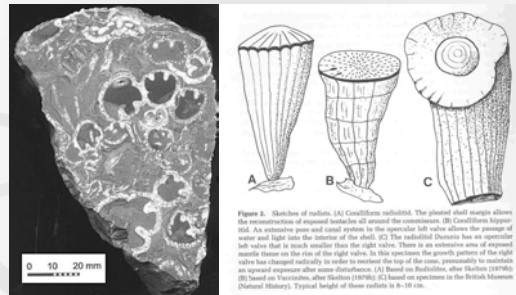 0 10 20 mm
A
B
C
Figure 2. Sketches of rudists. (A) Coralliform radiolitid. The pleated shell margin allows
the reconstruction of exposed tentacles all around the commissure. (B) Coralliform hippur-
itid. An extensive pore and canal system in the opercular left valve allows the passage of
water and light into the interior of the shell. (C) The radiolitid Durania has an opercular
left valve that is much smaller than the right valve. There is an extensive area of exposed
mantle tissue on the rim of the right valve. In this specimen the growth pattern of the right
valve has changed radically in order to reorient the top of the cone, presumably to maintain
an upward exposure after some disturbance. (A) Based on Radiolites, after Skelton (1979b);
(B) based on Vaccinites, after Skelton (1979b); (C) based on specimen in the British Museum
(Natural History). Typical height of these rudists is 8–10 cm.